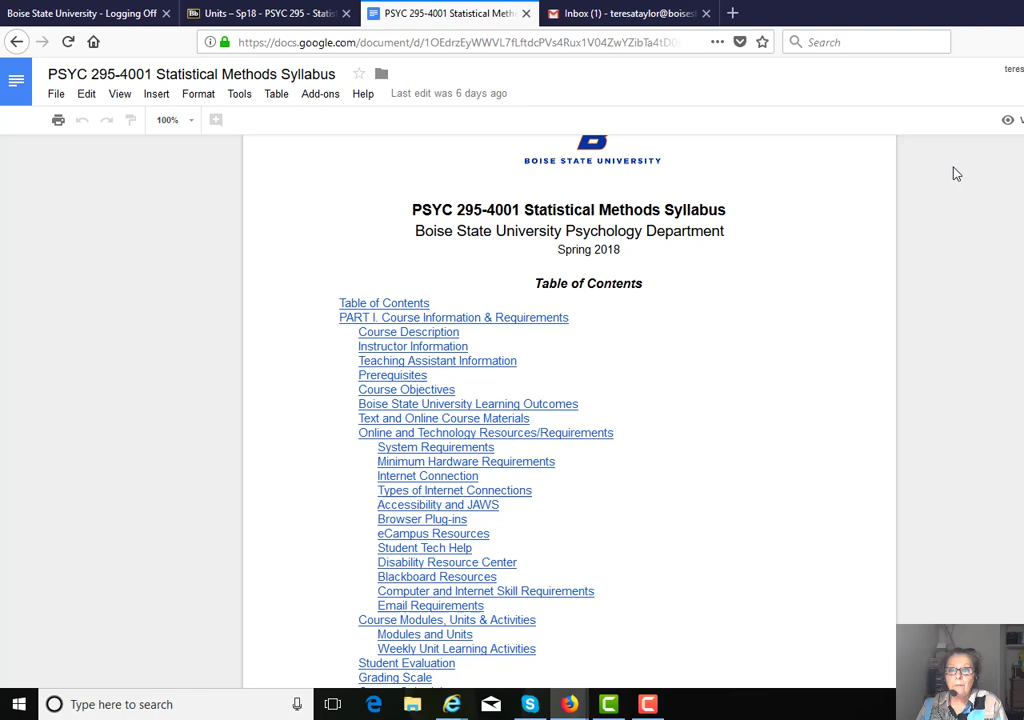 Boise State University - Logging Off
Units – Sp18 - PSYC 295 - Statist
PSYC 295-4001 Statistical Meth
Inbox (1) - teresataylor@boisest
https://docs.google.com/document/d/1OEdrzEyWWVL7fLftdcPVs4Rux1V04ZwYZibTa4tD0
Search
PSYC 295-4001 Statistical Methods Syllabus
teres
File Edit View Insert Format Tools Table Add-ons Help Last edit was 6 days ago
100%
V
B
BOISE STATE UNIVERSITY
PSYC 295-4001 Statistical Methods Syllabus
Boise State University Psychology Department
Spring 2018
Table of Contents
Table of Contents
PART I. Course Information & Requirements
Course Description
Instructor Information
Teaching Assistant Information
Prerequisites
Course Objectives
Boise State University Learning Outcomes
Text and Online Course Materials
Online and Technology Resources/Requirements
System Requirements
Minimum Hardware Requirements
Internet Connection
Types of Internet Connections
Accessibility and JAWS
Browser Plug-ins
eCampus Resources
Student Tech Help
Disability Resource Center
Blackboard Resources
Computer and Internet Skill Requirements
Email Requirements
Course Modules, Units & Activities
Modules and Units
Weekly Unit Learning Activities
Student Evaluation
Grading Scale
Type here to search